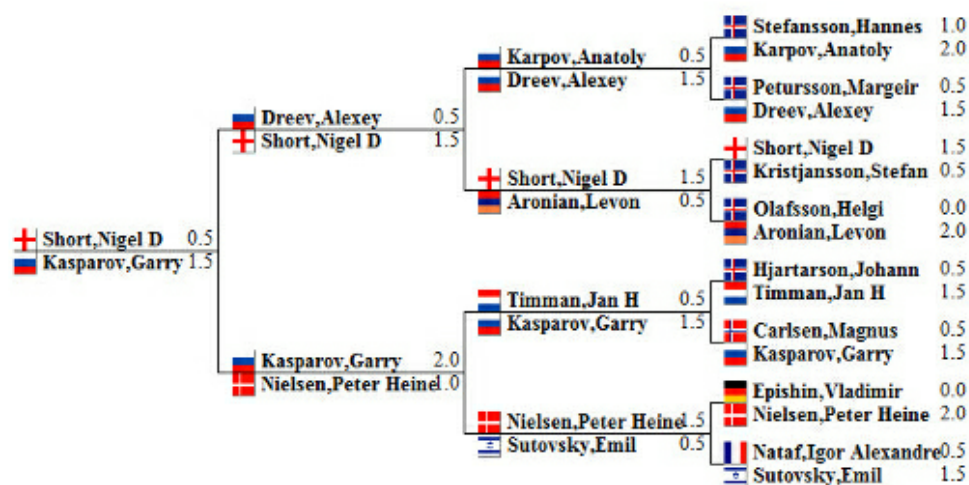 Stefansson,Hannes 1.0
Karpov,Anatoly 2.0
Karpov,Anatoly 0.5
Dreev,Alexey 1.5
Petursson,Margeir 0.5
Dreev,Alexey 1.5
Dreev,Alexey 0.5
Short,Nigel D 1.5
Short,Nigel D 1.5
Kristjansson,Stefan 0.5
Short,Nigel D 1.5
Aronian,Levon 0.5
Olafsson,Helgi 0.0
Aronian,Levon 2.0
Short,Nigel D 0.5
Kasparov,Garry 1.5
Hjartarson,Johann 0.5
Timman,Jan H 1.5
Timman,Jan H 0.5
Kasparov,Garry 1.5
Carlsen,Magnus 0.5
Kasparov,Garry 1.5
Kasparov,Garry 2.0
Nielsen,Peter Heine 1.0
Epishin,Vladimir 0.0
Nielsen,Peter Heine 2.0
Nielsen,Peter Heine 1.5
Sutovsky,Emil 0.5
Nataf,Igor Alexandre 0.5
Sutovsky,Emil 1.5